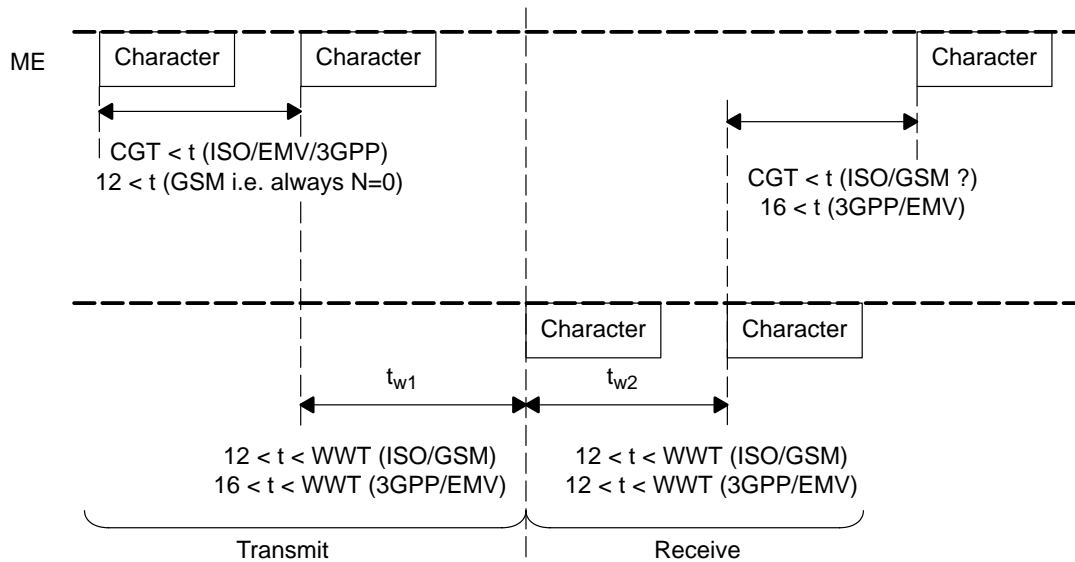 ME
Character
Character
Character
CGT < t (ISO/EMV/3GPP)
12 < t (GSM i.e. always N=0)
CGT < t (ISO/GSM ?)
16 < t (3GPP/EMV)
Character
Character
tw1
tw2
12 < t < WWT (ISO/GSM)
16 < t < WWT (3GPP/EMV)
12 < t < WWT (ISO/GSM)
12 < t < WWT (3GPP/EMV)
Transmit
Receive